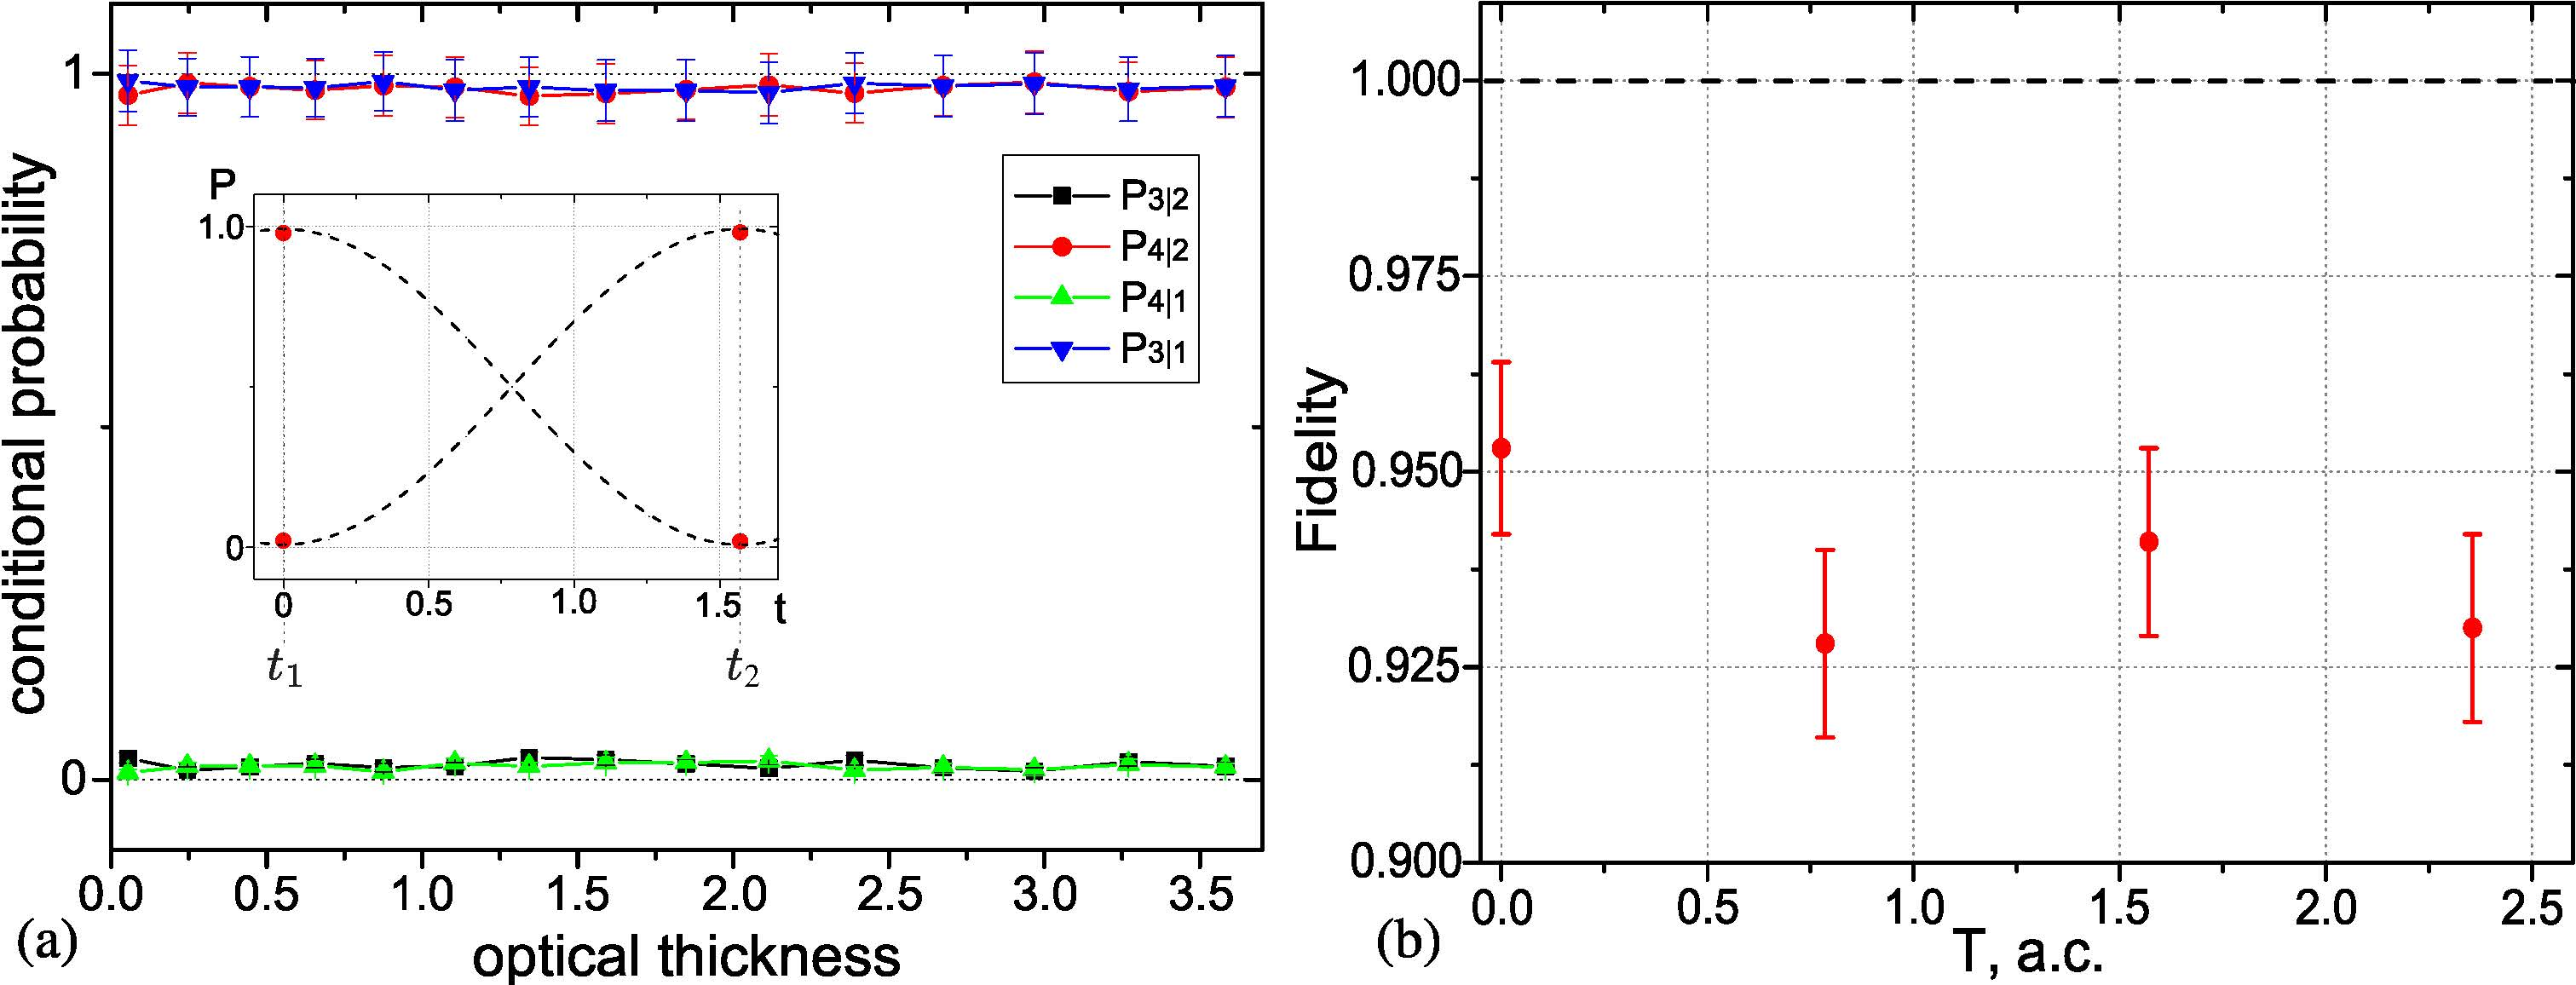 conditional probability
1
0
P
1.0
0
0
0.5
1.0
1.5
t
t1
t2
P3|2
P4|2
P4|1
P3|1
0.0 0.5 1.0 1.5 2.0 2.5 3.0 3.5
optical thickness
(a)
Fidelity
1.000
0.975
0.950
0.925
0.900
0.0 0.5 1.0 1.5 2.0 2.5
T, a.c.
(b)